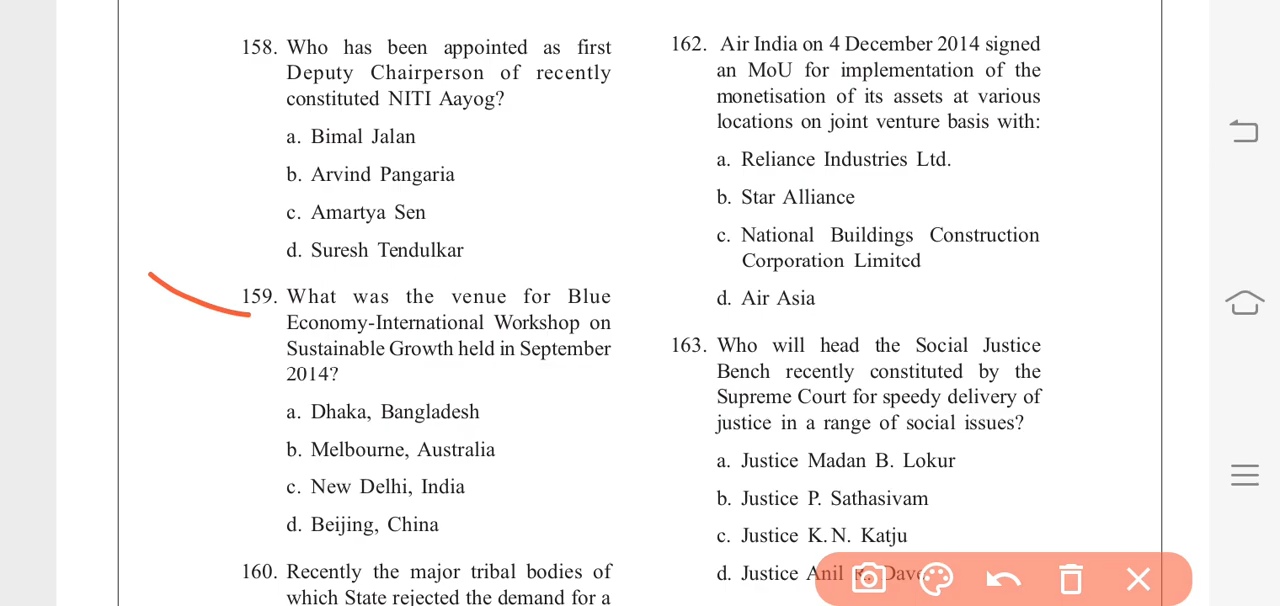 158. Who has been appointed as first
Deputy Chairperson of recently
constituted NITI Aayog?
a. Bimal Jalan
b. Arvind Pangaria
c. Amartya Sen
d. Suresh Tendulkar
159. What was the venue for Blue
Economy-International Workshop on
Sustainable Growth held in September
2014?
a. Dhaka, Bangladesh
b. Melbourne, Australia
c. New Delhi, India
d. Beijing, China
160. Recently the major tribal bodies of
which State rejected the demand for a
162. Air India on 4 December 2014 signed
an MoU for implementation of the
monetisation of its assets at various
locations on joint venture basis with:
a. Reliance Industries Ltd.
b. Star Alliance
c. National Buildings Construction
Corporation Limited
d. Air Asia
163. Who will head the Social Justice
Bench recently constituted by the
Supreme Court for speedy delivery of
justice in a range of social issues?
a. Justice Madan B. Lokur
b. Justice P. Sathasivam
c. Justice K.N. Katju
d. Justice Anil